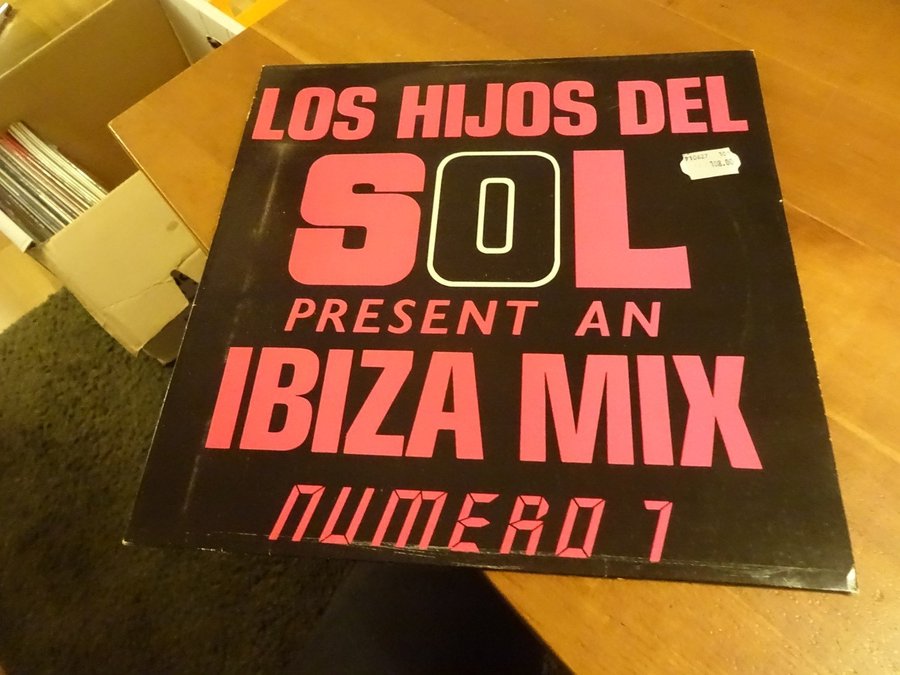 LOS HIJOS DEL
SOL
PRESENT AN
IBIZA MIX
NUMERO 1